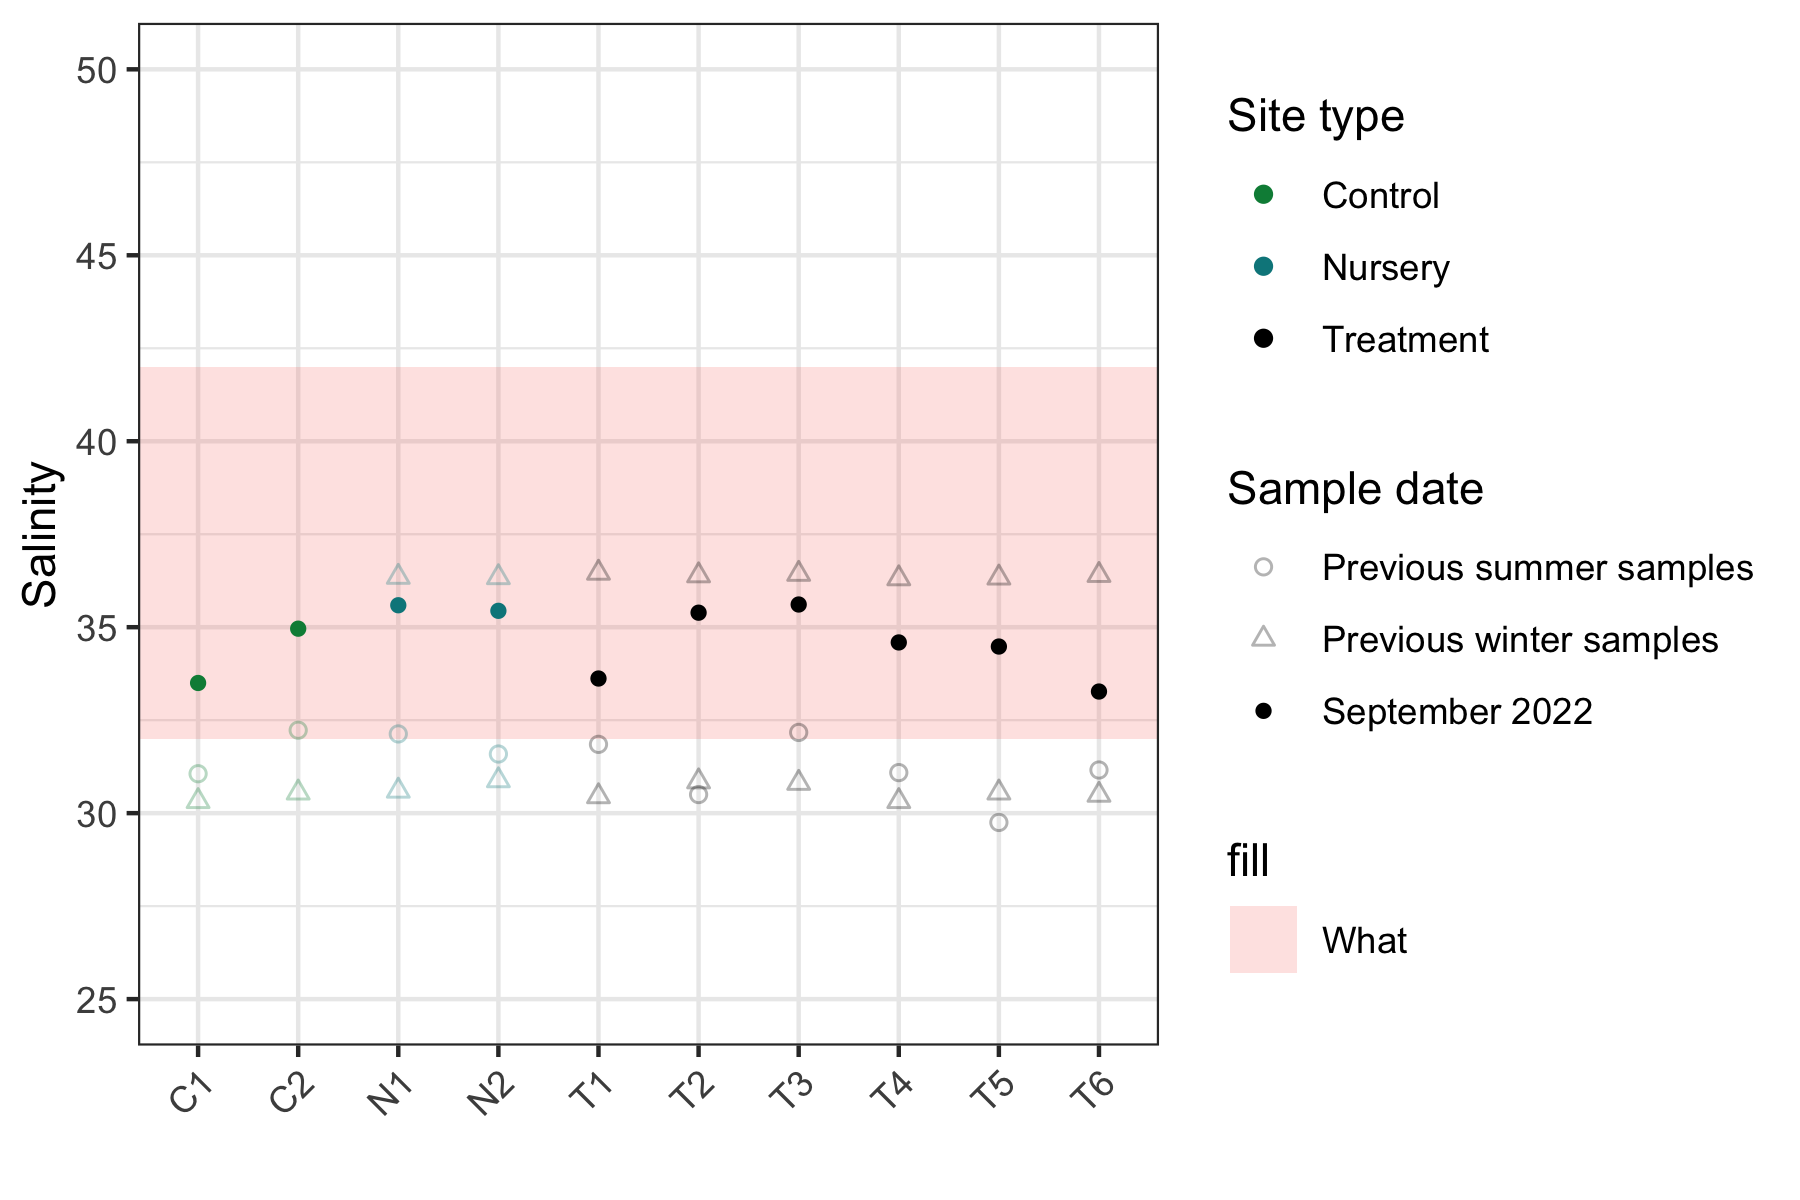 Salinity
50
45
40
35
30
25
C1 C2 N1 N2 T1 T2 T3 T4 T5 T6
Site type
Control
Nursery
Treatment
Sample date
Previous summer samples
Previous winter samples
September 2022
fill
What